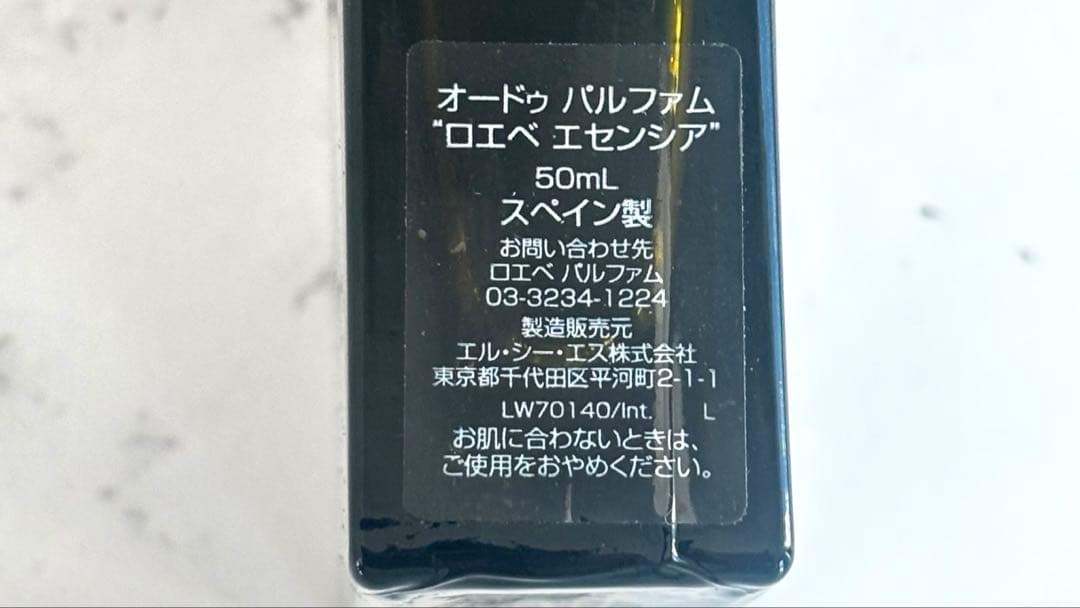 オードゥ パルファム
“ロエベ エセンシア”
50mL
スペイン製
お問い合わせ先
ロエベ パルファム
03-3234-1224
製造販売元
エル・シー・エス株式会社
東京都千代田区平河町2-1-1
LW70140/Int. L
お肌に合わないときは、
ご使用をおやめください。